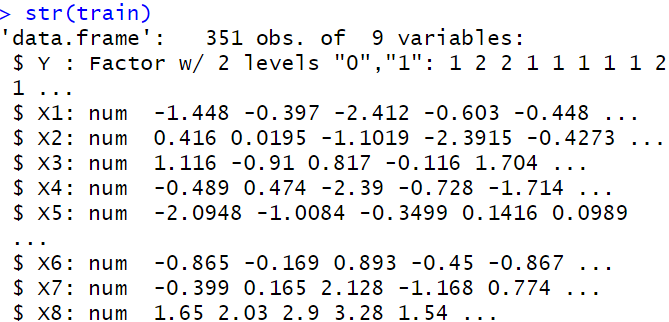 > str(train)
'data.frame':   351 obs. of  9 variables:
 $ Y : Factor w/ 2 levels "0","1": 1 2 2 1 1 1 1 1 2
1 ...
 $ X1: num  -1.448 -0.397 -2.412 -0.603 -0.448 ...
 $ X2: num  0.416 0.0195 -1.1019 -2.3915 -0.4273 ...
 $ X3: num  1.116 -0.91 0.817 -0.116 1.704 ...
 $ X4: num  -0.489 0.474 -2.39 -0.728 -1.714 ...
 $ X5: num  -2.0948 -1.0084 -0.3499 0.1416 0.0989
 ...
 $ X6: num  -0.865 -0.169 0.893 -0.45 -0.867 ...
 $ X7: num  -0.399 0.165 2.128 -1.168 0.774 ...
 $ X8: num  1.65 2.03 2.9 3.28 1.54 ...